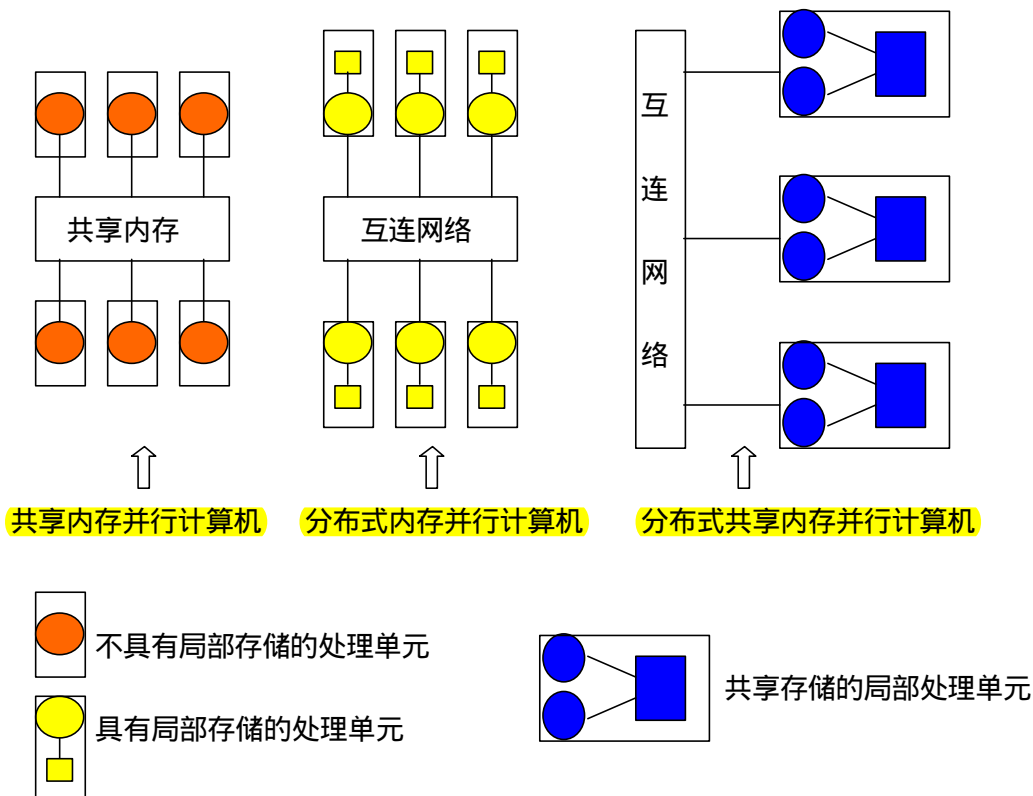 共享内存
互连网络
互连网络
共享内存并行计算机
分布式内存并行计算机
分布式共享内存并行计算机
不具有局部存储的处理单元
具有局部存储的处理单元
共享存储的局部处理单元